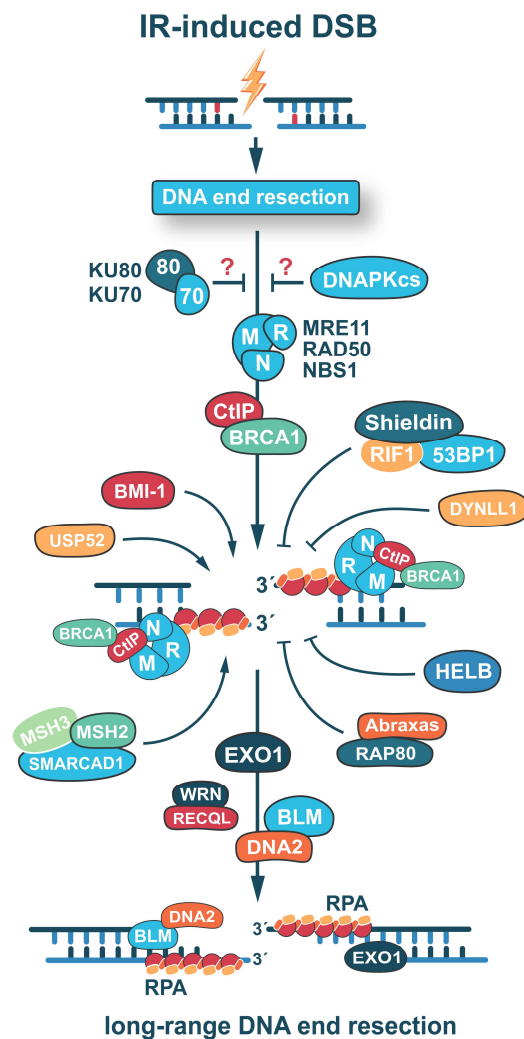 IR-induced DSB
DNA end resection
KU80
KU70
80
70
?
?
DNAPKcs
M
R
N
MRE11
RAD50
NBS1
CtIP
BRCA1
Shieldin
RIF1
53BP1
BMI-1
DYNLL1
USP52
3´
R
N
M
CtIP
BRCA1
BRCA1
CtIP
N
M
R
3´
HELB
MSH3
MSH2
SMARCAD1
Abraxas
RAP80
EXO1
WRN
RECQL
BLM
DNA2
RPA
DNA2
BLM
3´
3´
EXO1
RPA
long-range DNA end resection